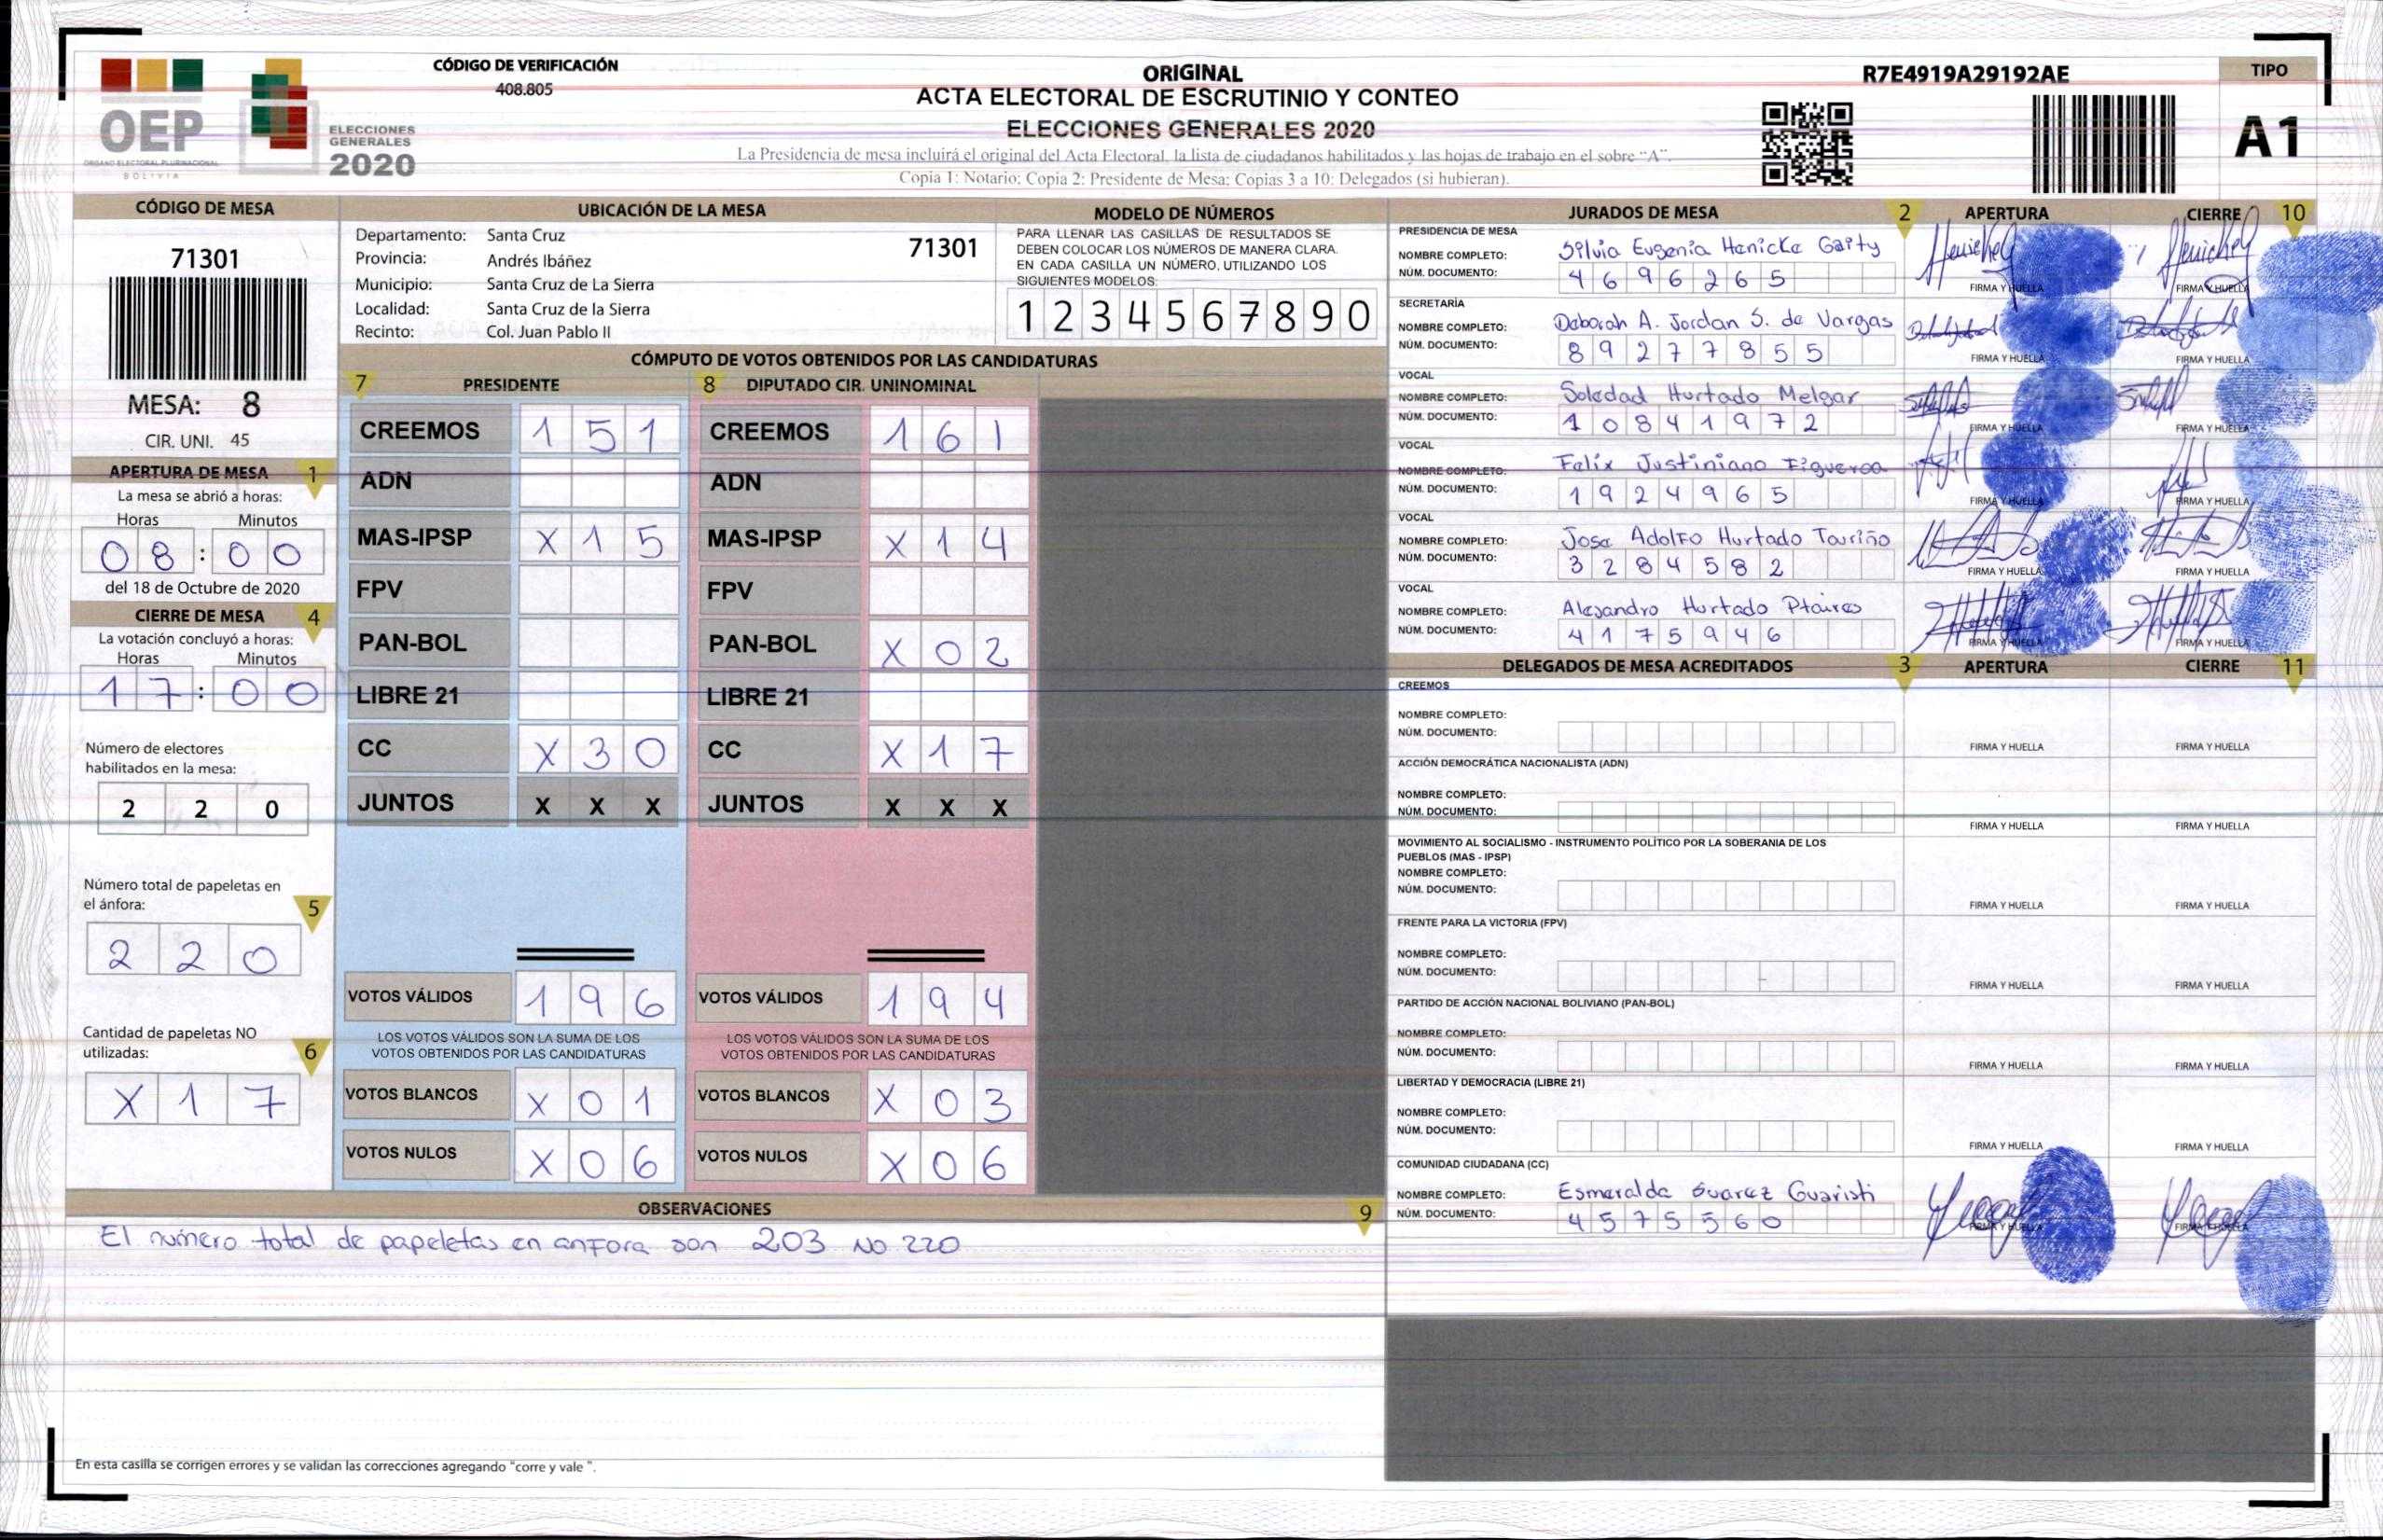 CÓDIGO DE VERIFICACIÓN
408.805
ORIGINAL
ACTA ELECTORAL DE ESCRUTINIO Y CONTEO
ELECCIONES GENERALES 2020
La Presidencia de mesa incluirá el original del Acta Electoral, la lista de ciudadanos habilitados y las hojas de trabajo en el sobre "A".
Copia 1: Notario; Copia 2: Presidente de Mesa; Copias 3 a 10: Delegados (si hubieran).
R7E4919A29192AE
TIPO
A1
OEP
ÓRGANO ELECTORAL PLURINACIONAL
BOLIVIA
ELECCIONES
GENERALES
2020
CÓDIGO DE MESA
71301
MESA: 8
CIR. UNI. 45
APERTURA DE MESA 1
La mesa se abrió a horas:
Horas Minutos
08:00
del 18 de Octubre de 2020
CIERRE DE MESA 4
La votación concluyó a horas:
Horas Minutos
17:00
Número de electores
habilitados en la mesa:
2 2 0
Número total de papeletas en
el ánfora: 5
2 2 0
Cantidad de papeletas NO
utilizadas: 6
X 1 7
UBICACIÓN DE LA MESA
Departamento: Santa Cruz
Provincia: Andrés Ibáñez
Municipio: Santa Cruz de La Sierra
Localidad: Santa Cruz de la Sierra
Recinto: Col. Juan Pablo II
71301
MODELO DE NÚMEROS
PARA LLENAR LAS CASILLAS DE RESULTADOS SE
DEBEN COLOCAR LOS NÚMEROS DE MANERA CLARA.
EN CADA CASILLA UN NÚMERO, UTILIZANDO LOS
SIGUIENTES MODELOS:
1 2 3 4 5 6 7 8 9 0
CÓMPUTO DE VOTOS OBTENIDOS POR LAS CANDIDATURAS
7 PRESIDENTE
CREEMOS 1 5 1
ADN
MAS-IPSP X 1 5
FPV
PAN-BOL
LIBRE 21
CC X 3 0
JUNTOS X X X
VOTOS VÁLIDOS 1 9 6
LOS VOTOS VÁLIDOS SON LA SUMA DE LOS
VOTOS OBTENIDOS POR LAS CANDIDATURAS
VOTOS BLANCOS X 0 1
VOTOS NULOS X 0 6
8 DIPUTADO CIR. UNINOMINAL
CREEMOS 1 6 1
ADN
MAS-IPSP X 1 4
FPV
PAN-BOL X 0 2
LIBRE 21
CC X 1 7
JUNTOS X X X
VOTOS VÁLIDOS 1 9 4
LOS VOTOS VÁLIDOS SON LA SUMA DE LOS
VOTOS OBTENIDOS POR LAS CANDIDATURAS
VOTOS BLANCOS X 0 3
VOTOS NULOS X 0 6
OBSERVACIONES 9
El número total de papeletas en anfora son 203 NO 220
En esta casilla se corrigen errores y se validan las correcciones agregando "corre y vale ".
JURADOS DE MESA 2 APERTURA CIERRE 10
PRESIDENCIA DE MESA
NOMBRE COMPLETO: Silvia Eugenia Henicke Gaity
NÚM. DOCUMENTO: 4696265
FIRMA Y HUELLA FIRMA Y HUELLA
SECRETARÍA
NOMBRE COMPLETO: Deborah A. Jordan S. de Vargas
NÚM. DOCUMENTO: 89277855
FIRMA Y HUELLA FIRMA Y HUELLA
VOCAL
NOMBRE COMPLETO: Soledad Hurtado Melgar
NÚM. DOCUMENTO: 10841972
FIRMA Y HUELLA FIRMA Y HUELLA
VOCAL
NOMBRE COMPLETO: Felix Justiniano Figueroa
NÚM. DOCUMENTO: 1924965
FIRMA Y HUELLA FIRMA Y HUELLA
VOCAL
NOMBRE COMPLETO: Jose Adolfo Hurtado Touriño
NÚM. DOCUMENTO: 3284582
FIRMA Y HUELLA FIRMA Y HUELLA
VOCAL
NOMBRE COMPLETO: Alejandro Hurtado
NÚM. DOCUMENTO: 4175946
FIRMA Y HUELLA FIRMA Y HUELLA
DELEGADOS DE MESA ACREDITADOS 3 APERTURA CIERRE 11
CREEMOS
NOMBRE COMPLETO:
NÚM. DOCUMENTO:
FIRMA Y HUELLA FIRMA Y HUELLA
ACCIÓN DEMOCRÁTICA NACIONALISTA (ADN)
NOMBRE COMPLETO:
NÚM. DOCUMENTO:
FIRMA Y HUELLA FIRMA Y HUELLA
MOVIMIENTO AL SOCIALISMO - INSTRUMENTO POLÍTICO POR LA SOBERANIA DE LOS
PUEBLOS (MAS - IPSP)
NOMBRE COMPLETO:
NÚM. DOCUMENTO:
FIRMA Y HUELLA FIRMA Y HUELLA
FRENTE PARA LA VICTORIA (FPV)
NOMBRE COMPLETO:
NÚM. DOCUMENTO:
FIRMA Y HUELLA FIRMA Y HUELLA
PARTIDO DE ACCIÓN NACIONAL BOLIVIANO (PAN-BOL)
NOMBRE COMPLETO:
NÚM. DOCUMENTO:
FIRMA Y HUELLA FIRMA Y HUELLA
LIBERTAD Y DEMOCRACIA (LIBRE 21)
NOMBRE COMPLETO:
NÚM. DOCUMENTO:
FIRMA Y HUELLA FIRMA Y HUELLA
COMUNIDAD CIUDADANA (CC)
NOMBRE COMPLETO: Esmeralda Suarez Guaristi
NÚM. DOCUMENTO: 4575560
FIRMA Y HUELLA FIRMA Y HUELLA